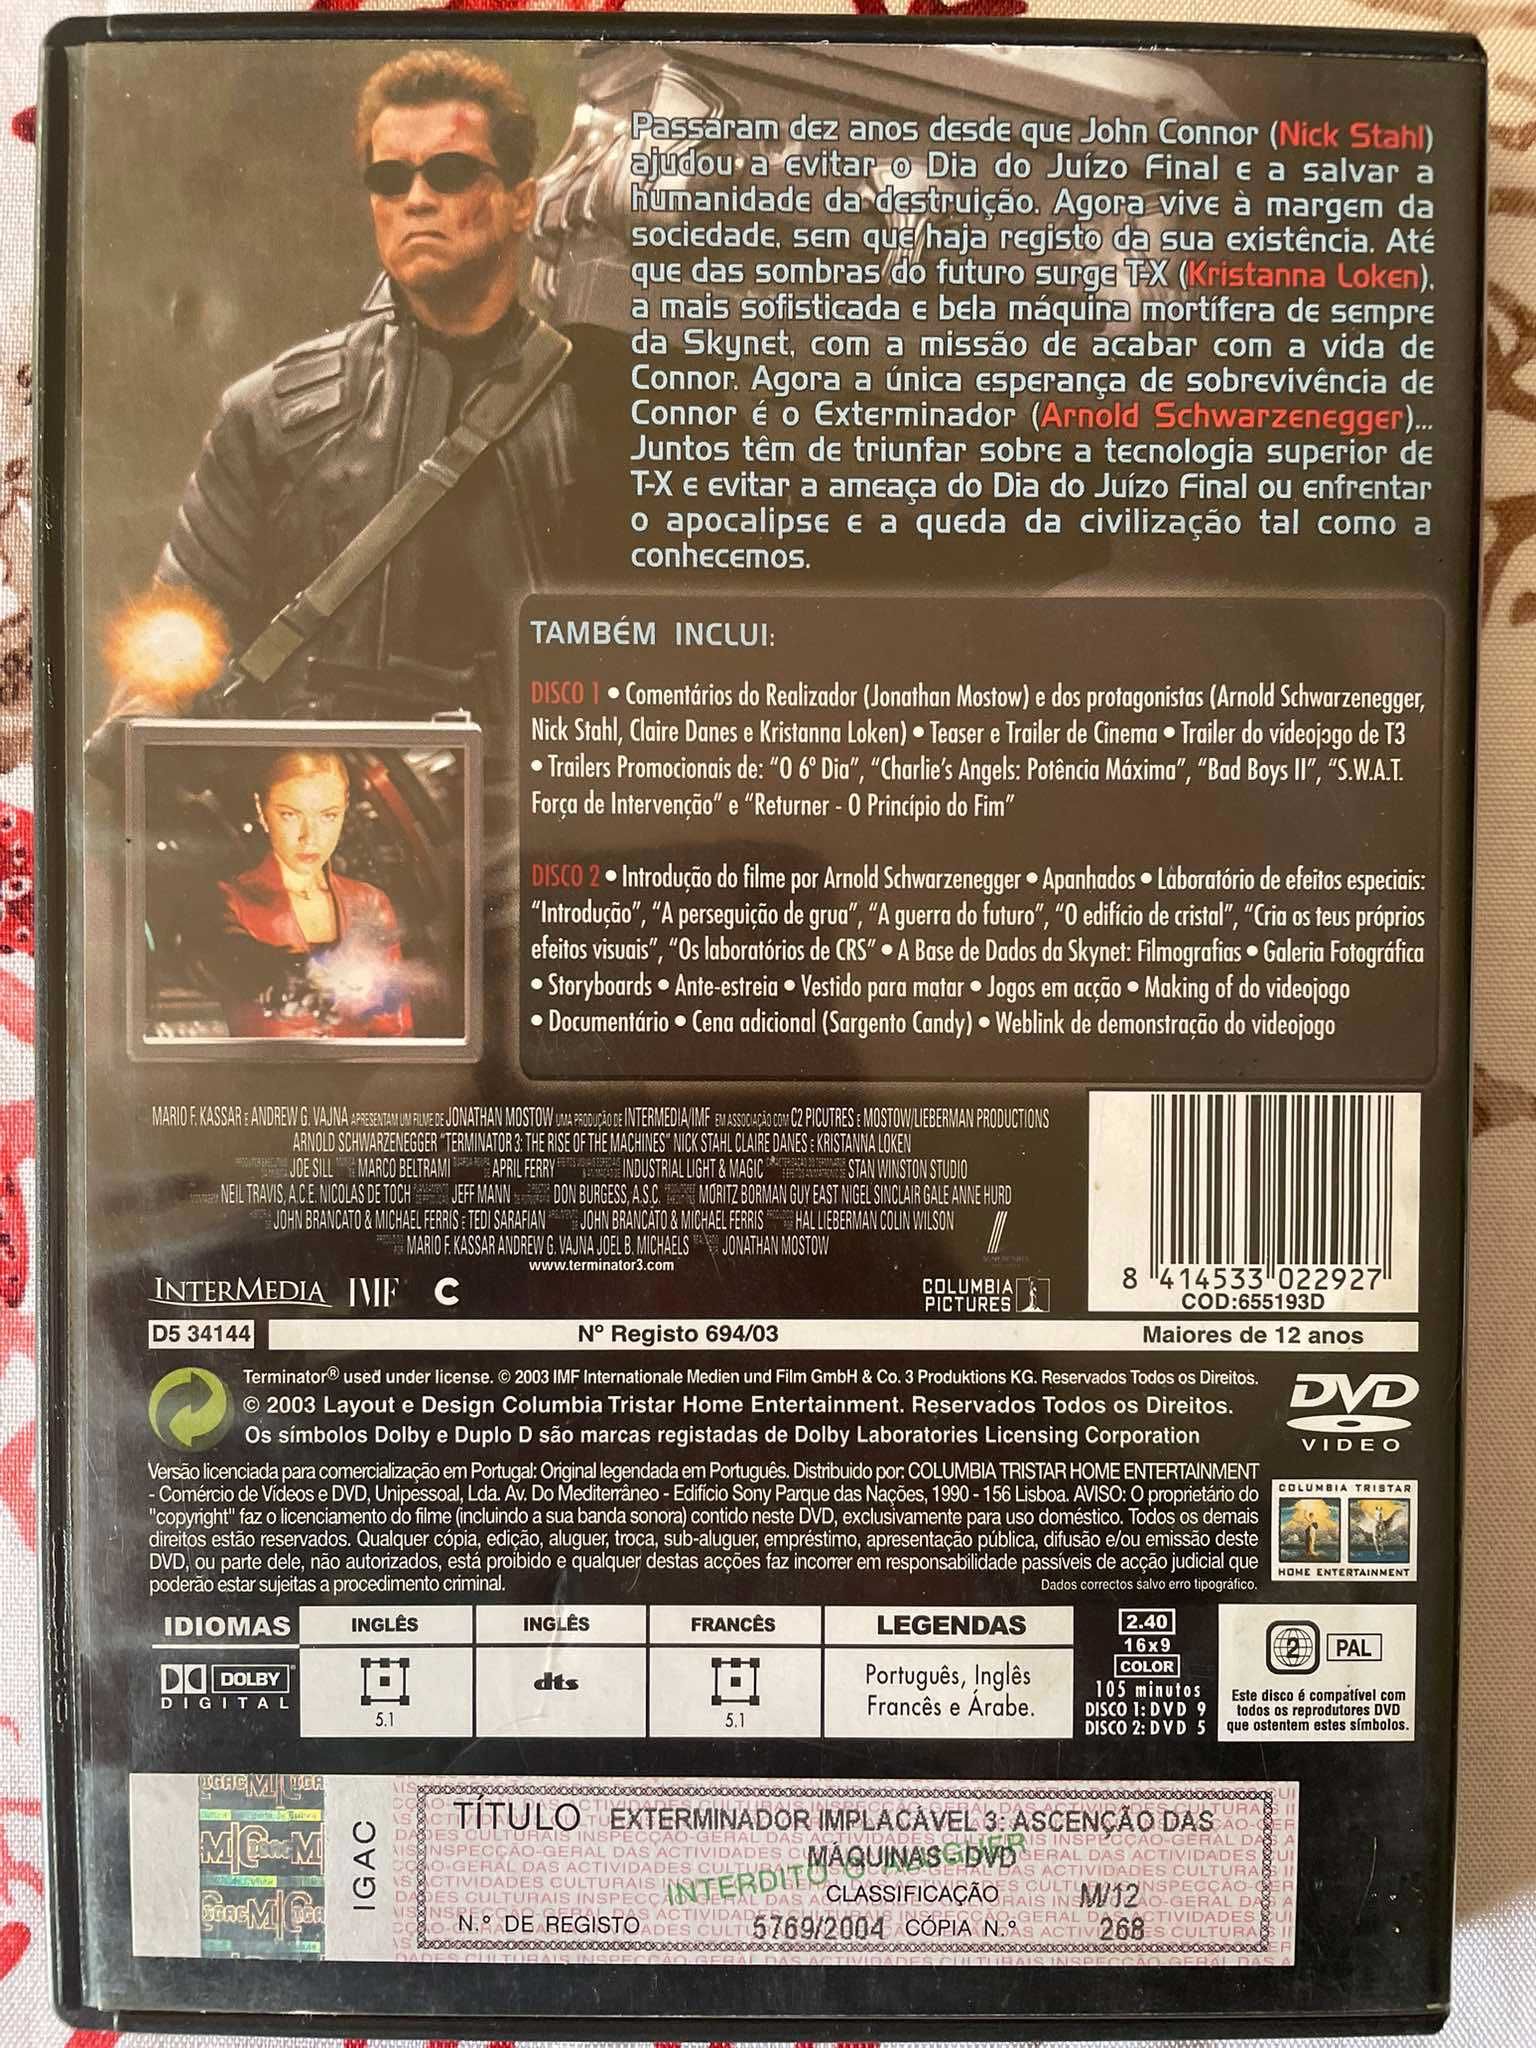 Passaram dez anos desde que John Connor (Nick Stahl)
ajudou a evitar o Dia do Juízo Final e a salvar a
humanidade da destruição. Agora vive à margem da
sociedade, sem que haja registo da sua existência. Até
que das sombras do futuro surge T-X (Kristanna Loken),
a mais sofisticada e bela máquina mortífera de sempre
da Skynet, com a missão de acabar com a vida de
Connor. Agora a única esperança de sobrevivência de
Connor é o Exterminador (Arnold Schwarzenegger)...
Juntos têm de triunfar sobre a tecnologia superior de
T-X e evitar a ameaça do Dia do Juízo Final ou enfrentar
o apocalipse e a queda da civilização tal como a
conhecemos.
TAMBÉM INCLUI:
DISCO 1 • Comentários do Realizador (Jonathan Mostow) e dos protagonistas (Arnold Schwarzenegger,
Nick Stahl, Claire Danes e Kristanna Loken) • Teaser e Trailer de Cinema • Trailer do videojogo de T3
• Trailers Promocionais de: “O 6º Dia”, “Charlie’s Angels: Potência Máxima”, “Bad Boys II”, “S.W.A.T.
Força de Intervenção” e “Returner - O Princípio do Fim”
DISCO 2 • Introdução do filme por Arnold Schwarzenegger • Apanhados • Laboratório de efeitos especiais:
“Introdução”, “A perseguição de grua”, “A guerra do futuro”, “O edifício de cristal”, “Cria os teus próprios
efeitos visuais”, “Os laboratórios de CRS” • A Base de Dados da Skynet: Filmografias • Galeria Fotográfica
• Storyboards • Ante-estreia • Vestido para matar • Jogos em acção • Making of do videojogo
• Documentário • Cena adicional (Sargento Candy) • Weblink de demonstração do videojogo
MARIO F. KASSAR E ANDREW G. VAJNA APRESENTAM UM FILME DE JONATHAN MOSTOW UMA PRODUÇÃO DE INTERMEDIA/IMF EM ASSOCIAÇÃO COM C2 PICUTRES E MOSTOW/LIEBERMAN PRODUCTIONS
ARNOLD SCHWARZENEGGER "TERMINATOR 3: THE RISE OF THE MACHINES" NICK STAHL CLAIRE DANES E KRISTANNA LOKEN
JOE SILL MARCO BELTRAMI APRIL FERRY INDUSTRIAL LIGHT & MAGIC STAN WINSTON STUDIO
NEIL TRAVIS, A.C.E. NICOLAS DE TOCH JEFF MANN DON BURGESS, A.S.C. MORITZ BORMAN GUY EAST NIGEL SINCLAIR GALE ANNE HURD
JOHN BRANCATO & MICHAEL FERRIS E TEDI SARAFIAN JOHN BRANCATO & MICHAEL FERRIS HAL LIEBERMAN COLIN WILSON
MARIO F. KASSAR ANDREW G. VAJNA JOEL B. MICHAELS JONATHAN MOSTOW
www.terminator3.com
INTERMEDIA IMF C COLUMBIA PICTURES
8 414533 022927
COD:655193D
D5 34144 Nº Registo 694/03 Maiores de 12 anos
Terminator® used under license. © 2003 IMF Internationale Medien und Film GmbH & Co. 3 Produktions KG. Reservados Todos os Direitos.
© 2003 Layout e Design Columbia Tristar Home Entertainment. Reservados Todos os Direitos.
Os símbolos Dolby e Duplo D são marcas registadas de Dolby Laboratories Licensing Corporation
DVD
VIDEO
Versão licenciada para comercialização em Portugal: Original legendada em Português. Distribuido por: COLUMBIA TRISTAR HOME ENTERTAINMENT
- Comércio de Vídeos e DVD, Unipessoal, Lda. Av. Do Mediterrâneo - Edifício Sony Parque das Nações, 1990 - 156 Lisboa. AVISO: O proprietário do
"copyright" faz o licenciamento do filme (incluindo a sua banda sonora) contido neste DVD, exclusivamente para uso doméstico. Todos os demais
direitos estão reservados. Qualquer cópia, edição, aluguer, troca, sub-aluguer, empréstimo, apresentação pública, difusão e/ou emissão deste
DVD, ou parte dele, não autorizados, está proibido e qualquer destas acções faz incorrer em responsabilidade passíveis de acção judicial que
poderão estar sujeitas a procedimento criminal.
Dados correctos salvo erro tipográfico.
COLUMBIA TRISTAR
HOME ENTERTAINMENT
IDIOMAS INGLÊS INGLÊS FRANCÊS LEGENDAS
DOLBY
DIGITAL
5.1
dts
5.1
Português, Inglês
Francês e Árabe.
2.40
16x9
COLOR
105 minutos
DISCO 1: DVD 9
DISCO 2: DVD 5
2 PAL
Este disco é compatível com
todos os reprodutores DVD
que ostentem estes símbolos.
IGAC
TÍTULO EXTERMINADOR IMPLACÁVEL 3: ASCENÇÃO DAS
MÁQUINAS - DVD
INTERDITO O ALUGUER
CLASSIFICAÇÃO M/12
N.º DE REGISTO 5769/2004 CÓPIA N.º 268